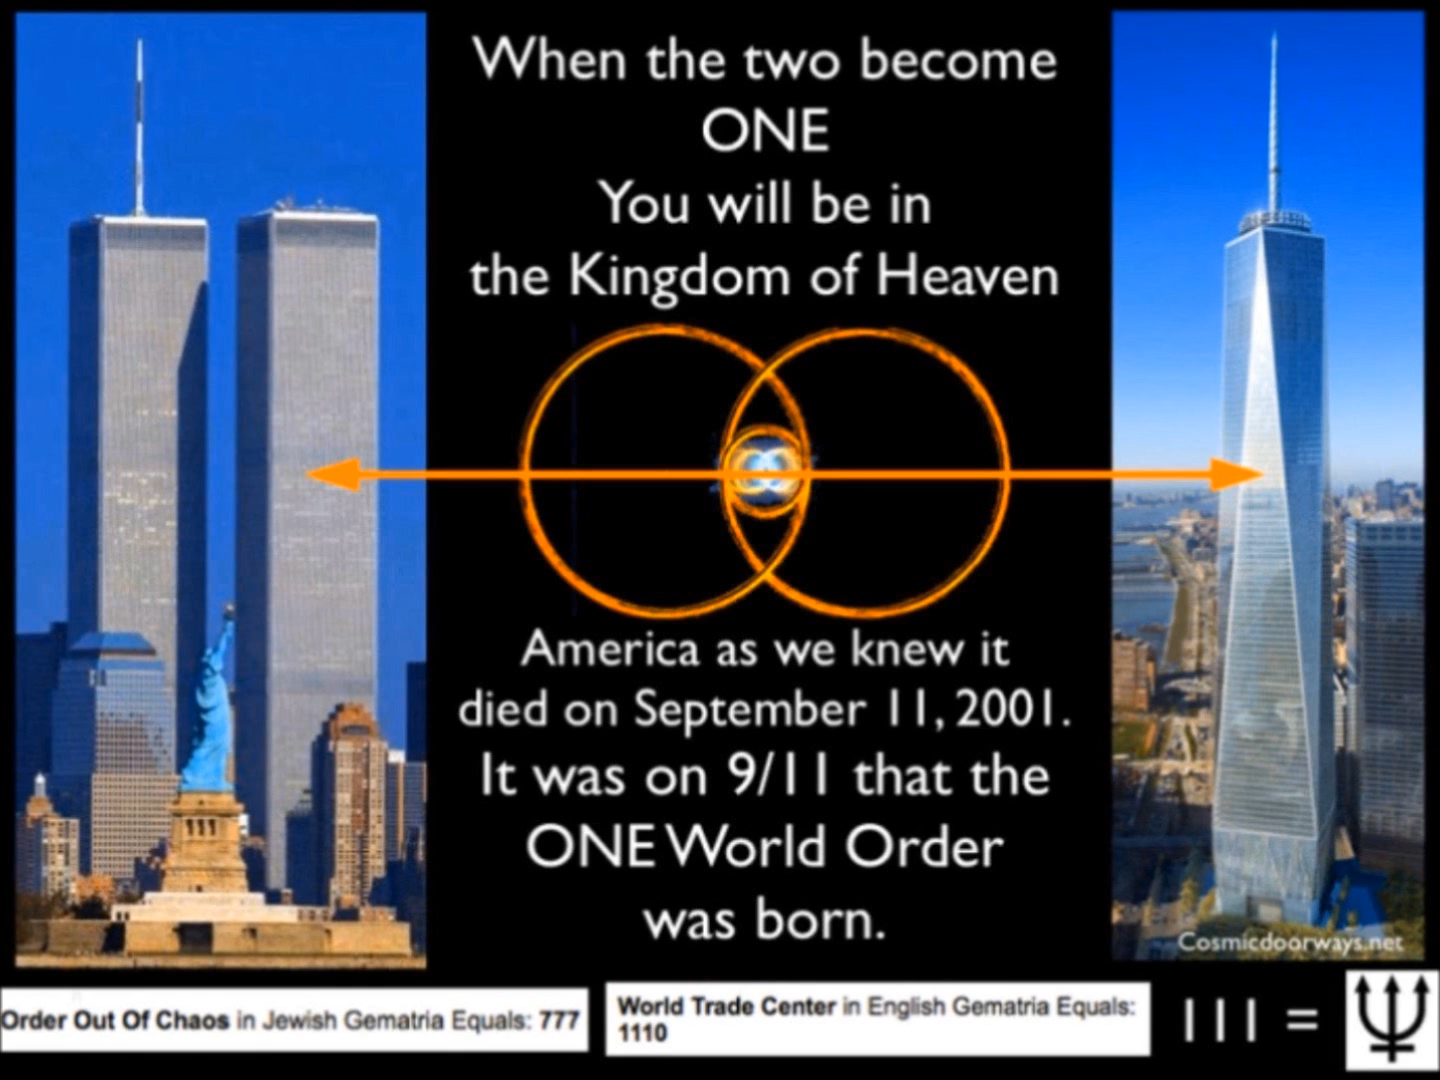 When the two become
ONE
You will be in
the Kingdom of Heaven
America as we knew it
died on September 11, 2001.
It was on 9/11 that the
ONE World Order
was born.
Cosmicdoorways.net
Order Out Of Chaos in Jewish Gematria Equals: 777
World Trade Center in English Gematria Equals:
1110
| | | =